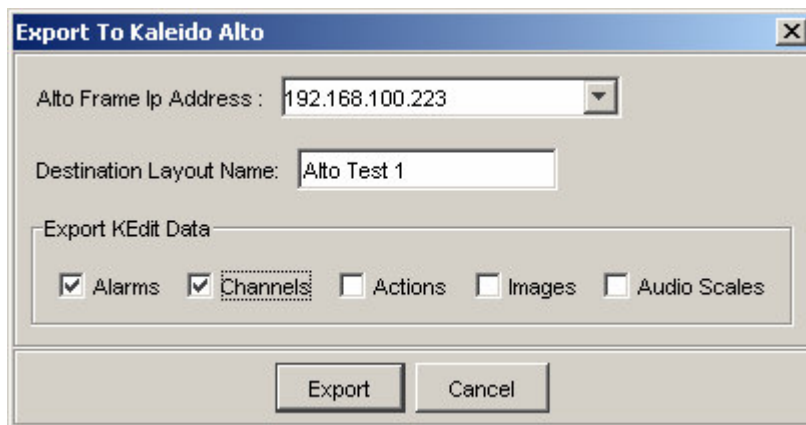 Export To Kaleido Alto
Alto Frame Ip Address : 192.168.100.223
Destination Layout Name: Alto Test 1
Export KEdit Data
Alarms Channels Actions Images Audio Scales
Export Cancel